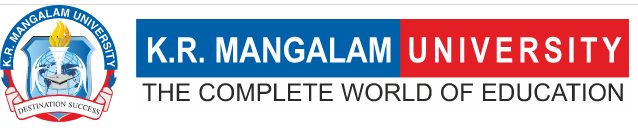 K.R. MANGALAM UNIVERSITY
DESTINATION SUCCESS
K.R. MANGALAM UNIVERSITY
THE COMPLETE WORLD OF EDUCATION